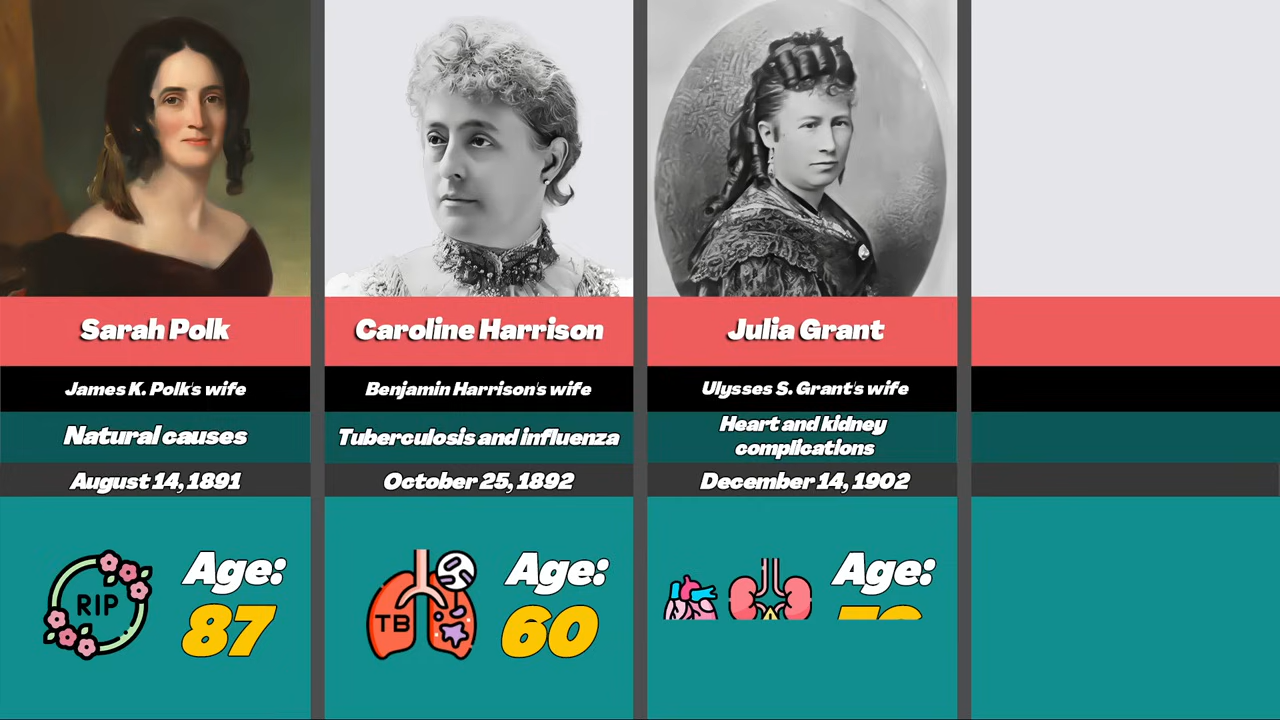 Sarah Polk
James K. Polk's wife
Natural causes
August 14, 1891
RIP
Age:
87
Caroline Harrison
Benjamin Harrison's wife
Tuberculosis and influenza
October 25, 1892
TB
Age:
60
Julia Grant
Ulysses S. Grant's wife
Heart and kidney
complications
December 14, 1902
Age: